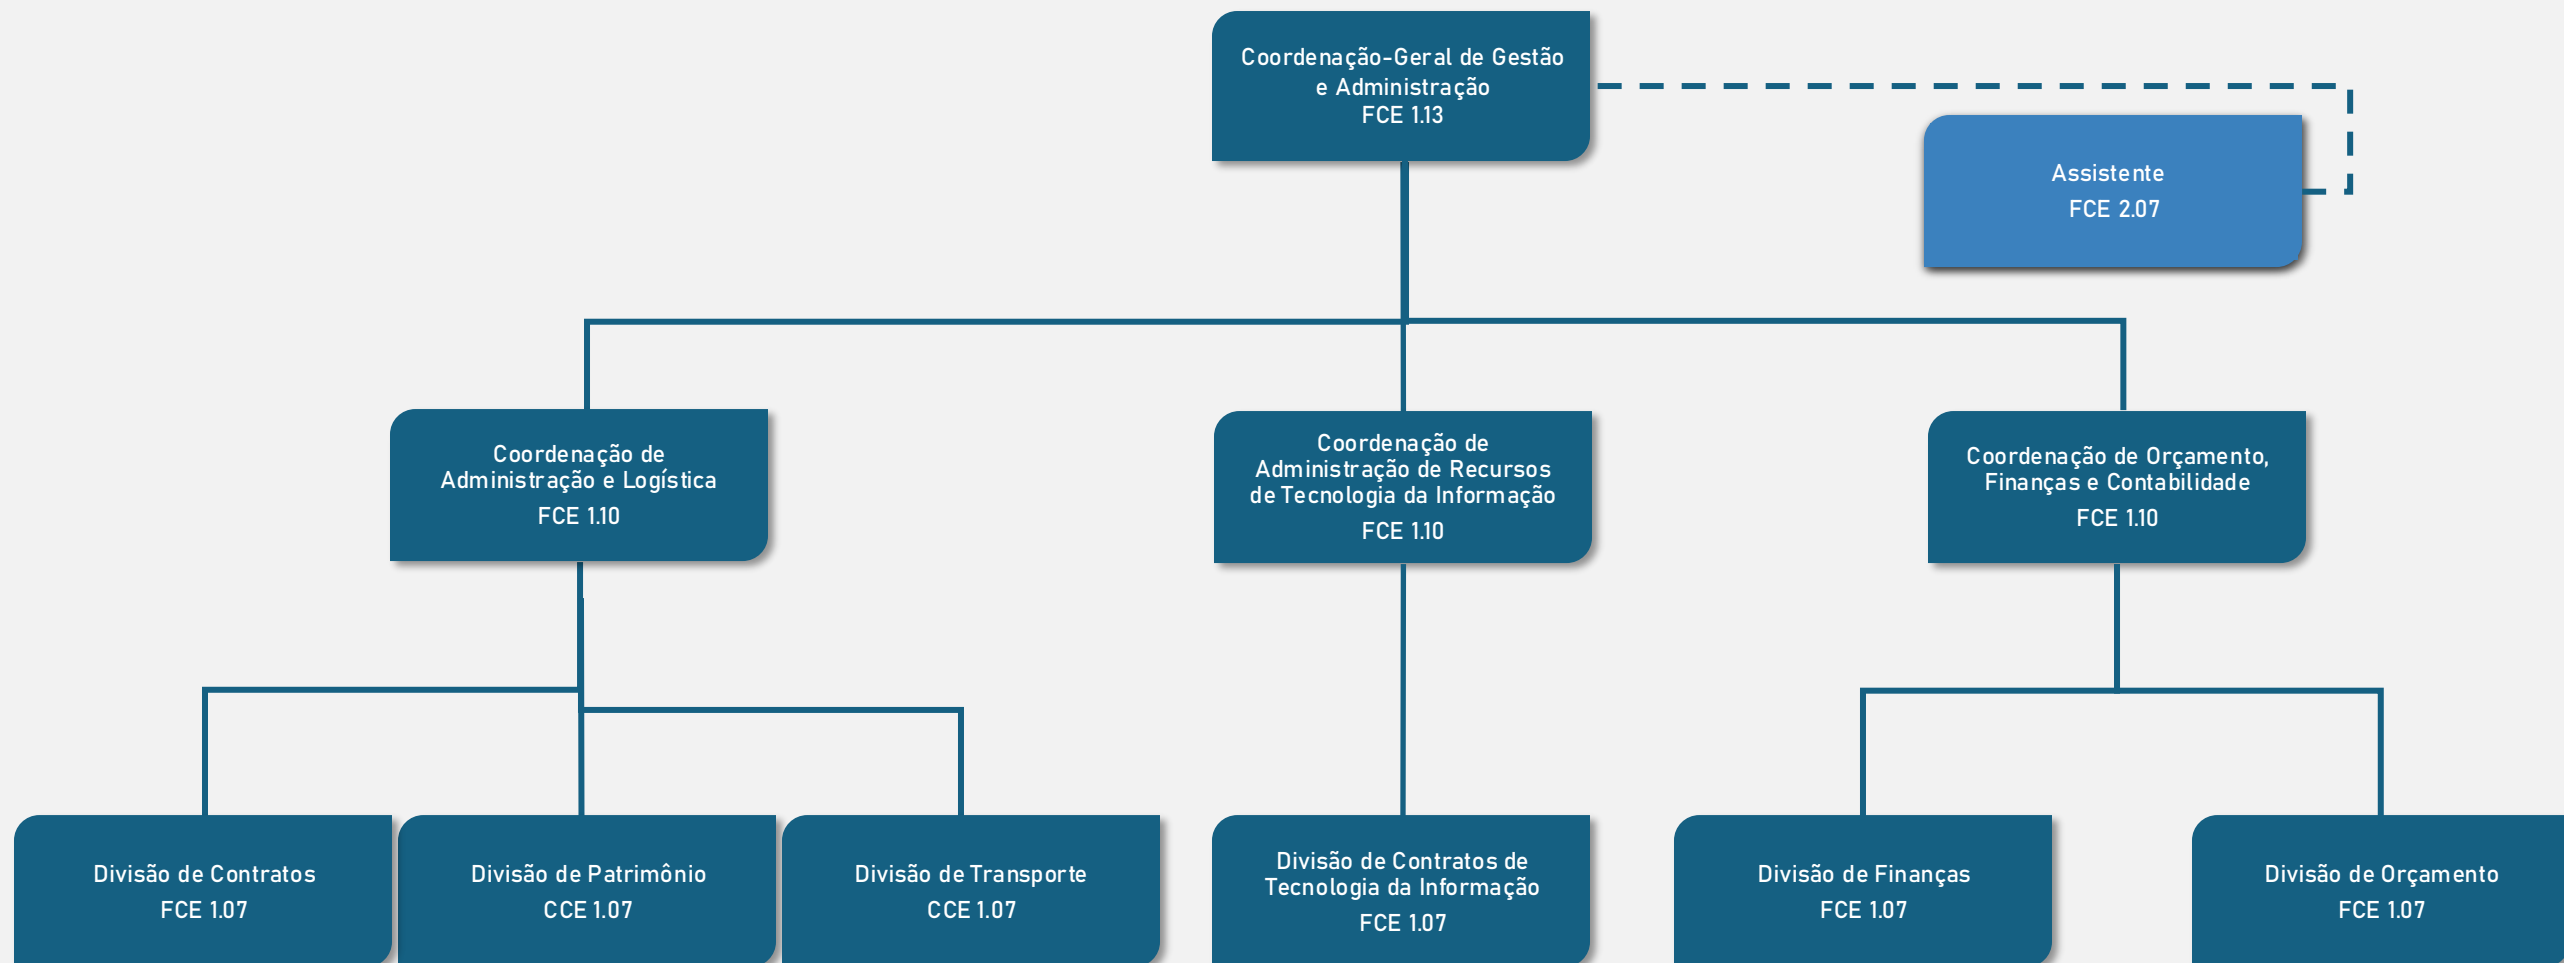 Coordenação-Geral de Gestão
e Administração
FCE 1.13
Assistente
FCE 2.07
Coordenação de
Administração e Logística
FCE 1.10
Coordenação de
Administração de Recursos
de Tecnologia da Informação
FCE 1.10
Coordenação de Orçamento,
Finanças e Contabilidade
FCE 1.10
Divisão de Contratos
FCE 1.07
Divisão de Patrimônio
CCE 1.07
Divisão de Transporte
CCE 1.07
Divisão de Contratos de
Tecnologia da Informação
FCE 1.07
Divisão de Finanças
FCE 1.07
Divisão de Orçamento
FCE 1.07